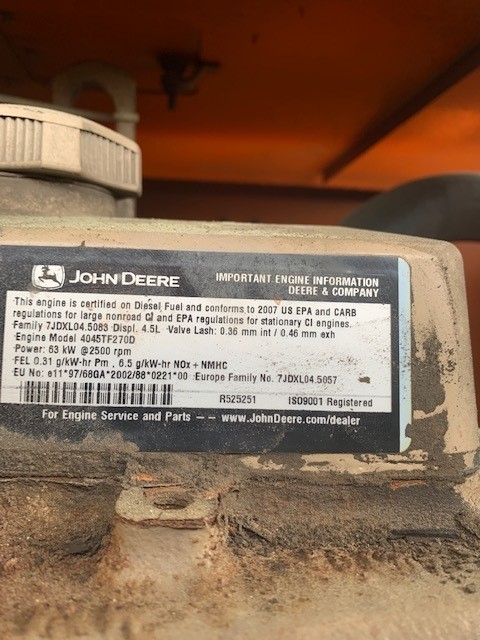 JOHN DEERE
IMPORTANT ENGINE INFORMATION
DEERE & COMPANY
This engine is certified on Diesel Fuel and conforms to 2007 US EPA and CARB
regulations for large nonroad CI and EPA regulations for stationary CI engines.
Family 7JDXL04.5083 Displ. 4.5L Valve Lash: 0.36 mm int / 0.46 mm exh
Engine Model 4045TF270D
Power: 63 kW @2500 rpm
FEL 0.31 g/kW-hr Pm , 6.5 g/kW-hr NOx + NMHC
EU No: e11*97/68GA*2002/88*0221*00 Europe Family No. 7JDXL04.5057
R525251 ISO9001 Registered
For Engine Service and Parts -- www.JohnDeere.com/dealer